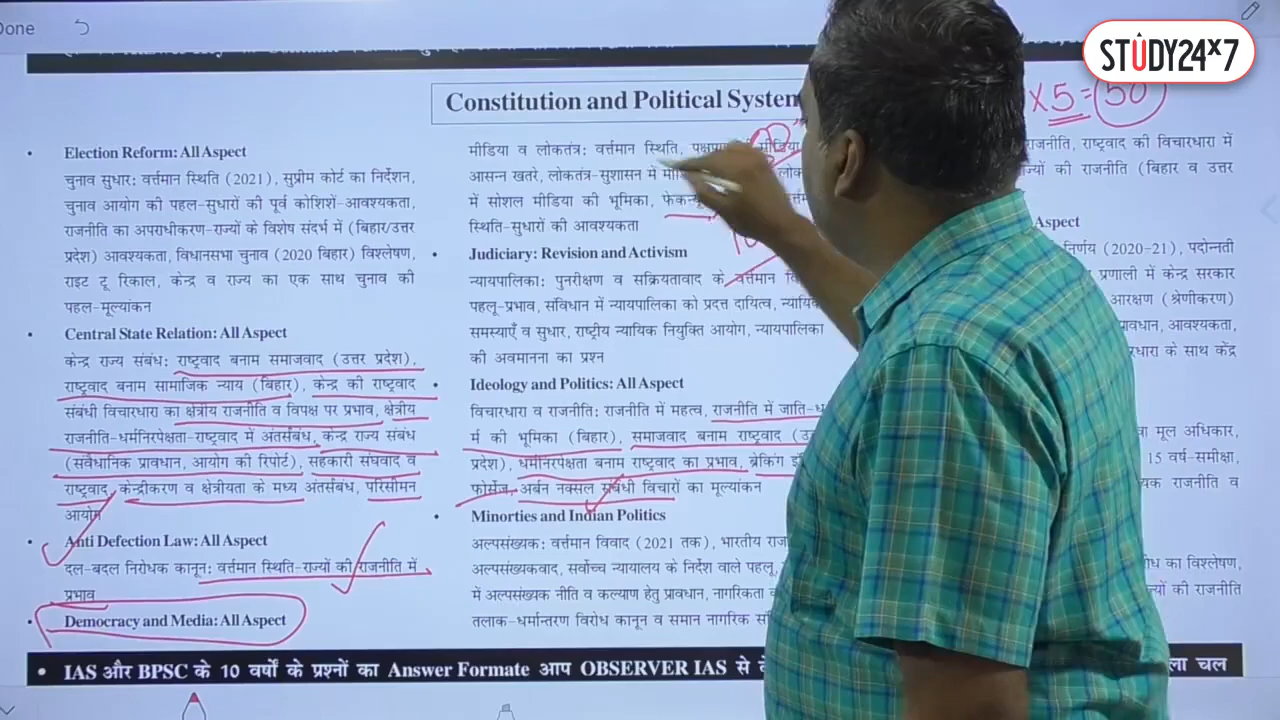 Done
STUDY24x7
Constitution and Political System
x 5 = 50
• Election Reform: All Aspect
चुनाव सुधार: वर्तमान स्थिति (2021), सुप्रीम कोर्ट का निर्देश,
चुनाव आयोग की पहल-सुधारों की पूर्व कोशिशें-आवश्यकता,
राजनीति का अपराधीकरण-राज्यों के विशेष संदर्भ में (बिहार/उत्तर
प्रदेश) आवश्यकता, विधानसभा चुनाव (2020 बिहार) विश्लेषण,
राइट टू रिकाल, केन्द्र व राज्य का एक साथ चुनाव की
पहल-मूल्यांकन
• Central State Relation: All Aspect
केन्द्र राज्य संबंध: राष्ट्रवाद बनाम समाजवाद (उत्तर प्रदेश),
राष्ट्रवाद बनाम सामाजिक न्याय (बिहार), केन्द्र की राष्ट्रवाद
संबंधी विचारधारा का क्षेत्रीय राजनीति व विपक्ष पर प्रभाव, क्षेत्रीय
राजनीति-धर्मनिरपेक्षता-राष्ट्रवाद में अंतर्संबंध, केन्द्र राज्य संबंध
(संवैधानिक प्रावधान, आयोग की रिपोर्ट), सहकारी संघवाद व
राष्ट्रवाद, केन्द्रीकरण व क्षेत्रीयता के मध्य अंतर्संबंध, परिसीमन
आयोग
• Anti Defection Law: All Aspect
दल-बदल निरोधक कानून: वर्तमान स्थिति-राज्यों की राजनीति में
प्रभाव
• Democracy and Media: All Aspect
मीडिया व लोकतंत्र: वर्तमान स्थिति,
आसन्न खतरे, लोकतंत्र-सुशासन में
में सोशल मीडिया की भूमिका,
स्थिति-सुधारों की आवश्यकता
• Judiciary: Revision and Activism
न्यायपालिका: पुनरीक्षण व सक्रियतावाद के वर्तमान
पहलू-प्रभाव, संविधान में न्यायपालिका को प्रदत्त दायित्व,
समस्याएँ व सुधार, राष्ट्रीय न्यायिक नियुक्ति आयोग, न्यायपालिका
की अवमानना का प्रश्न
• Ideology and Politics: All Aspect
विचारधारा व राजनीति: राजनीति में महत्व, राजनीति में जाति-ध
र्म की भूमिका (बिहार), समाजवाद बनाम राष्ट्रवाद
प्रदेश), धर्मनिरपेक्षता बनाम राष्ट्रवाद का प्रभाव, ब्रेकिंग
फोर्सेज, अर्बन नक्सल संबंधी विचारों का मूल्यांकन
• Minorties and Indian Politics
अल्पसंख्यक: वर्तमान विवाद (2021 तक), भारतीय
अल्पसंख्यकवाद, सर्वोच्च न्यायालय के निर्देश वाले पहलू,
में अल्पसंख्यक नीति व कल्याण हेतु प्रावधान, नागरिकता
तलाक-धर्मान्तरण विरोध कानून व समान नागरिक
राजनीति, राष्ट्रवाद की विचारधारा में
राज्यों की राजनीति (बिहार व उत्तर
Aspect
निर्णय (2020-21), पदोन्नती
प्रणाली में केन्द्र सरकार
आरक्षण (श्रेणीकरण)
प्रावधान, आवश्यकता,
के साथ केंद्र
मूल अधिकार,
15 वर्ष-समीक्षा,
राजनीति व
का विश्लेषण,
की राजनीति
• IAS और BPSC के 10 वर्षों के प्रश्नों का Answer Formate आप OBSERVER IAS से
चल